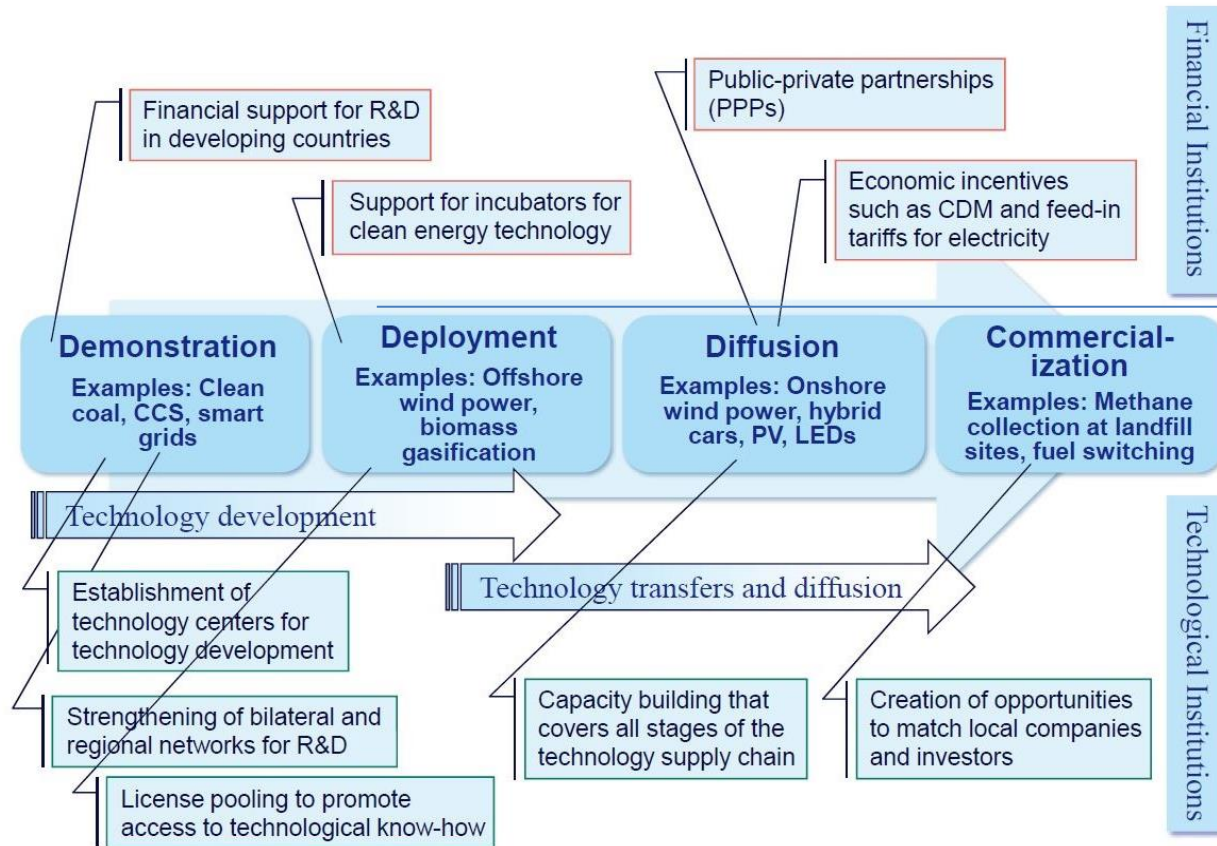 Financial Institutions
Public-private partnerships
(PPPs)
Financial support for R&D
in developing countries
Economic incentives
such as CDM and feed-in
tariffs for electricity
Support for incubators for
clean energy technology
Demonstration
Examples: Clean
coal, CCS, smart
grids
Deployment
Examples: Offshore
wind power,
biomass
gasification
Diffusion
Examples: Onshore
wind power, hybrid
cars, PV, LEDs
Commercial-
ization
Examples: Methane
collection at landfill
sites, fuel switching
Technology development
Technology transfers and diffusion
Technological Institutions
Establishment of
technology centers for
technology development
Strengthening of bilateral and
regional networks for R&D
License pooling to promote
access to technological know-how
Capacity building that
covers all stages of the
technology supply chain
Creation of opportunities
to match local companies
and investors